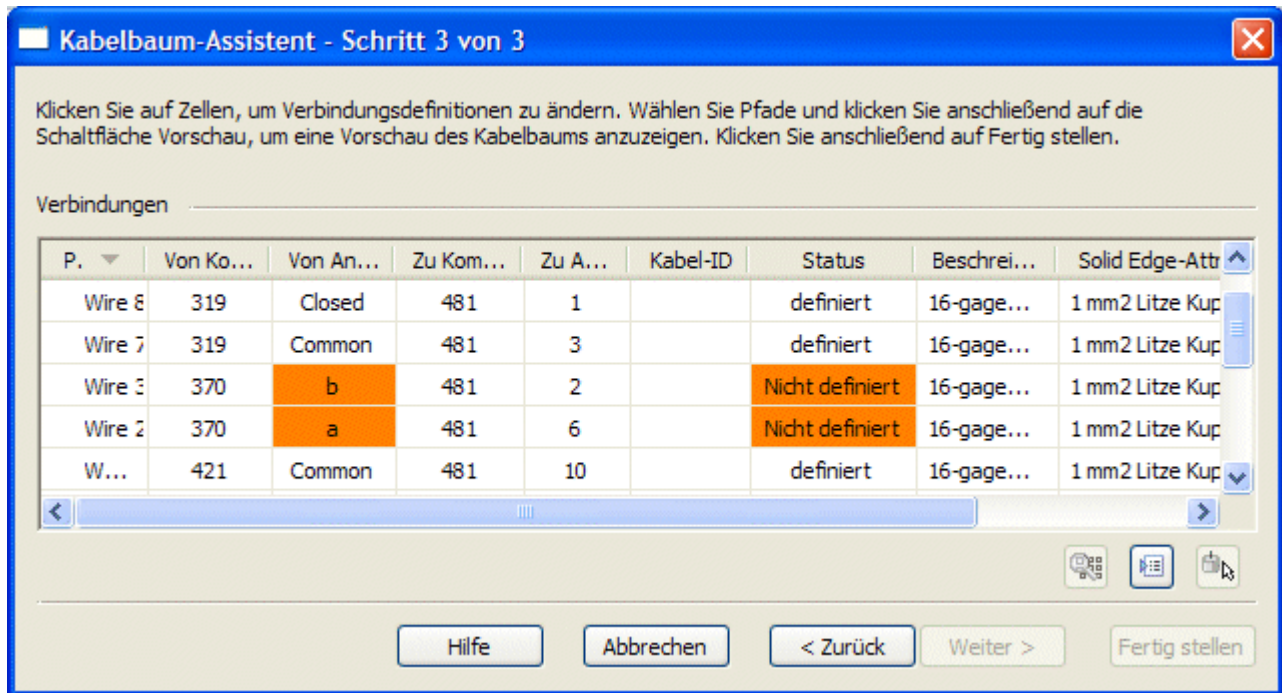 Kabelbaum-Assistent - Schritt 3 von 3
Klicken Sie auf Zellen, um Verbindungsdefinitionen zu ändern. Wählen Sie Pfade und klicken Sie anschließend auf die
Schaltfläche Vorschau, um eine Vorschau des Kabelbaums anzuzeigen. Klicken Sie anschließend auf Fertig stellen.
Verbindungen
P. Von Ko... Von An... Zu Kom... Zu A... Kabel-ID Status Beschrei... Solid Edge-Attr
Wire 8 319 Closed 481 1 definiert 16-gage... 1 mm2 Litze Kup
Wire 7 319 Common 481 3 definiert 16-gage... 1 mm2 Litze Kup
Wire 3 370 b 481 2 Nicht definiert 16-gage... 1 mm2 Litze Kup
Wire 2 370 a 481 6 Nicht definiert 16-gage... 1 mm2 Litze Kup
W... 421 Common 481 10 definiert 16-gage... 1 mm2 Litze Kup
Hilfe Abbrechen < Zurück Weiter > Fertig stellen